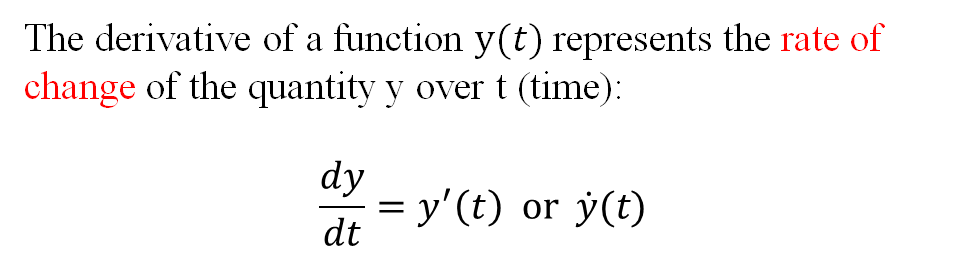 The derivative of a function y(t) represents the rate of
change of the quantity y over t (time):
dy/dt = y′(t) or ẏ(t)